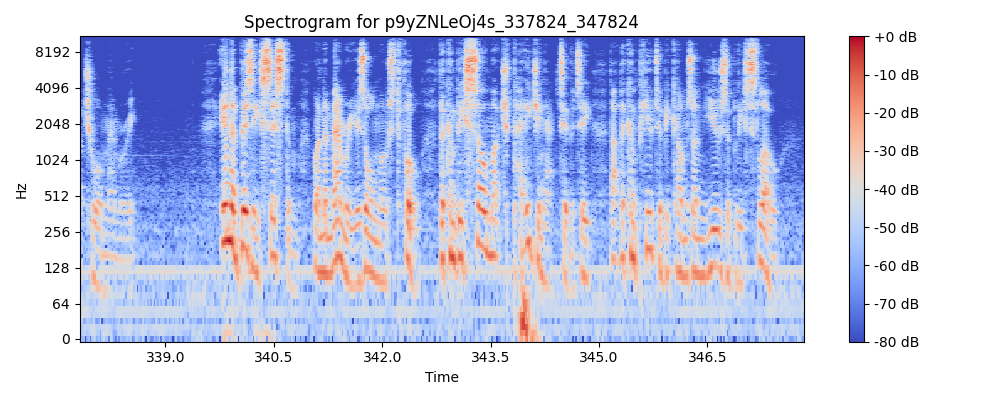 Spectrogram for p9yZNLeOj4s_337824_347824
8192
4096
2048
1024
512
256
128
64
0
Hz
339.0
340.5
342.0
343.5
345.0
346.5
Time
+0 dB
-10 dB
-20 dB
-30 dB
-40 dB
-50 dB
-60 dB
-70 dB
-80 dB